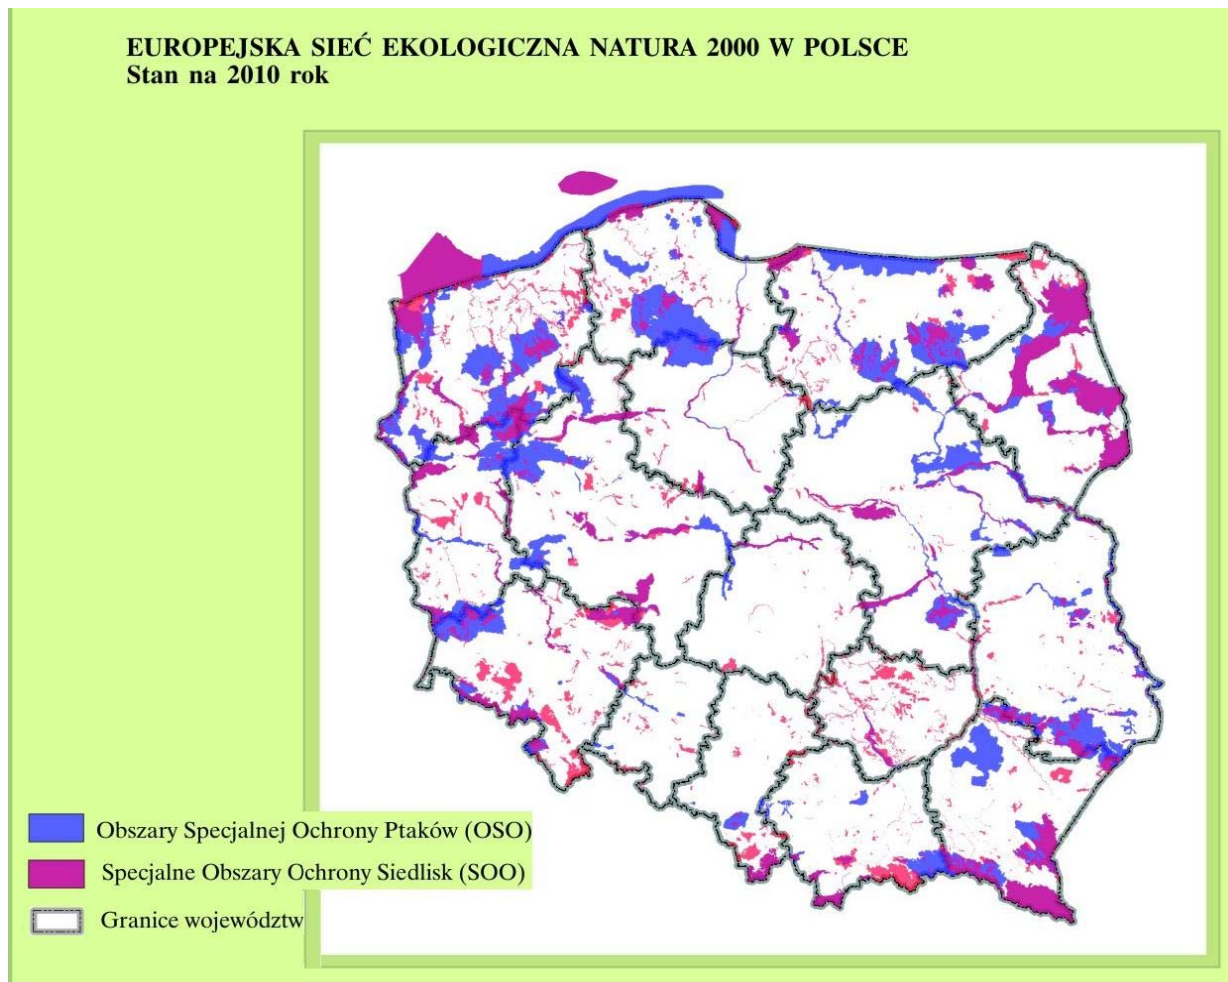 EUROPEJSKA SIEĆ EKOLOGICZNA NATURA 2000 W POLSCE
Stan na 2010 rok
Obszary Specjalnej Ochrony Ptaków (OSO)
Specjalne Obszary Ochrony Siedlisk (SOO)
Granice województw